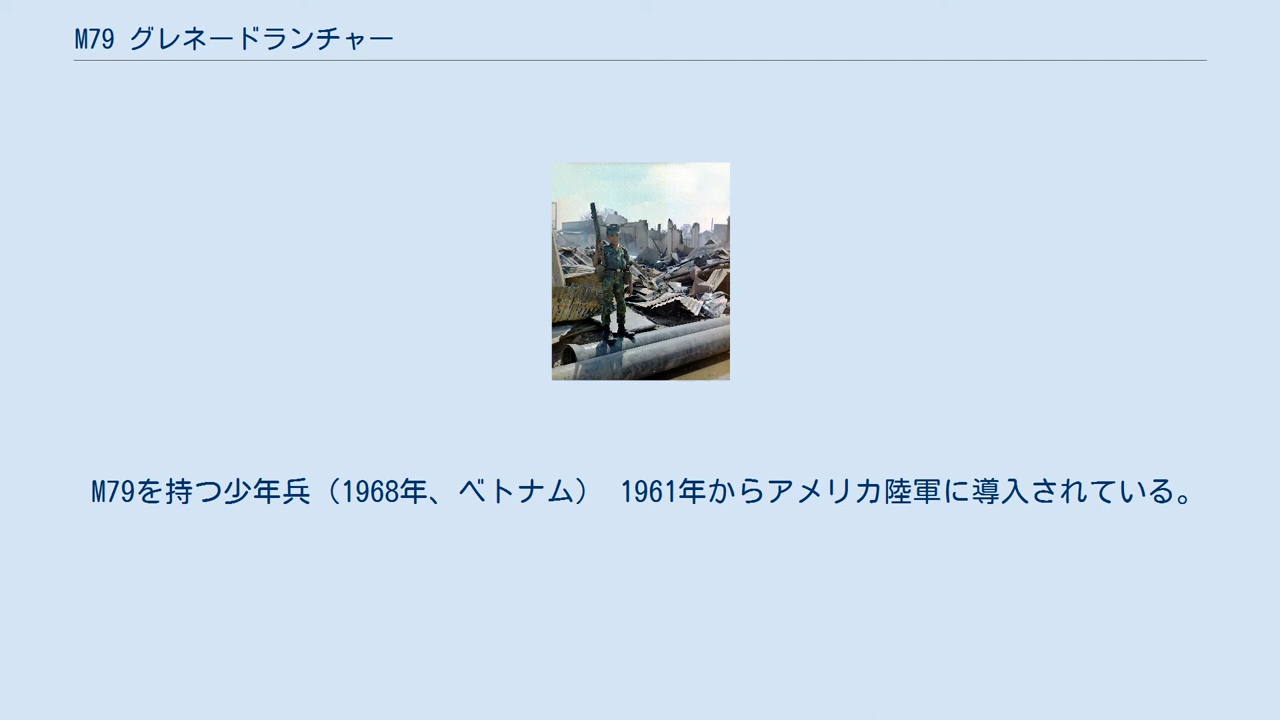 M79 グレネードランチャー
M79を持つ少年兵（1968年、ベトナム） 1961年からアメリカ陸軍に導入されている。